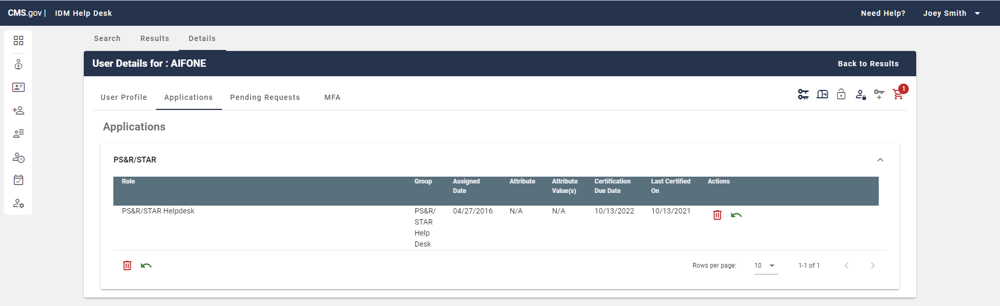 CMS.gov | IDM Help Desk Need Help? Joey Smith
Search Results Details
User Details for : AIFONE Back to Results
User Profile Applications Pending Requests MFA 1
Applications
PS&R/STAR
Role Group Assigned Date Attribute Attribute Value(s) Certification Due Date Last Certified On Actions
PS&R/STAR Helpdesk PS&R/ 04/27/2016 N/A N/A 10/13/2022 10/13/2021
STAR
Help
Desk
Rows per page: 10 1-1 of 1